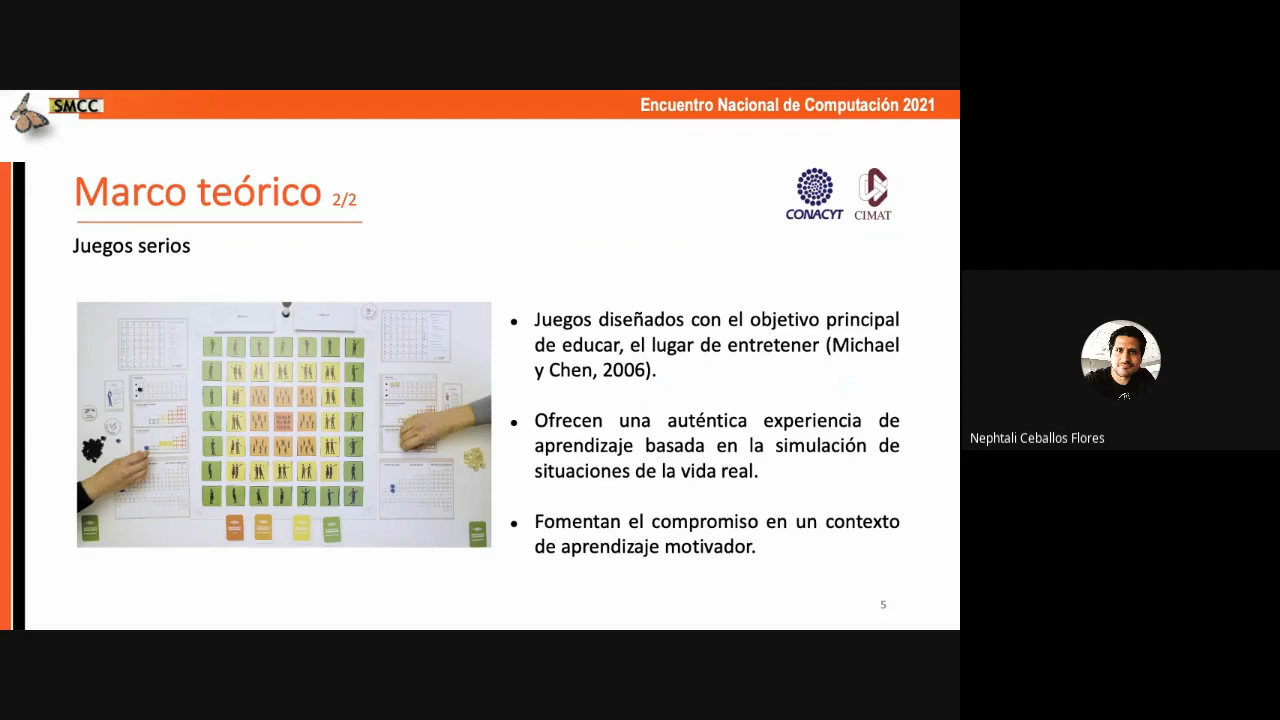 SMCC
Encuentro Nacional de Computación 2021
Marco teórico 2/2
CONACYT
CIMAT
Juegos serios
Juegos diseñados con el objetivo principal
de educar, el lugar de entretener (Michael
y Chen, 2006).
Ofrecen una auténtica experiencia de
aprendizaje basada en la simulación de
situaciones de la vida real.
Fomentan el compromiso en un contexto
de aprendizaje motivador.
5
Nephtali Ceballos Flores